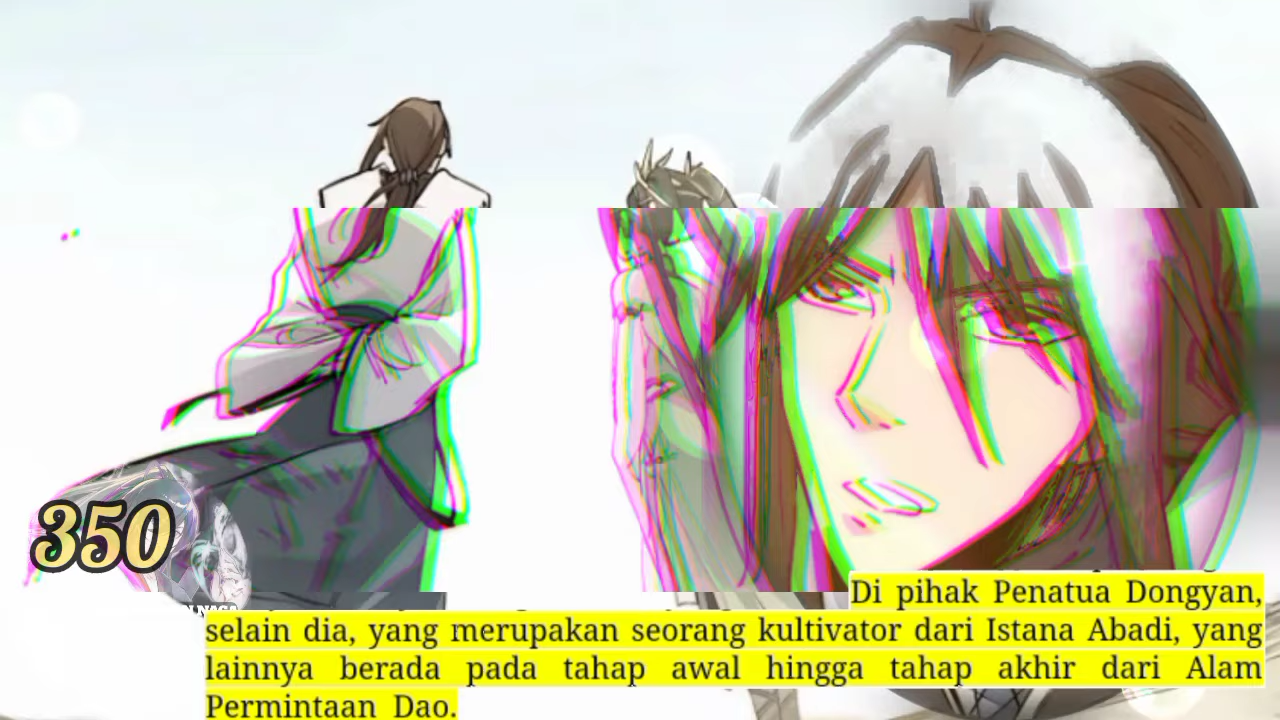 350
NAGA
Di pihak Penatua Dongyan,
selain dia, yang merupakan seorang kultivator dari Istana Abadi, yang
lainnya berada pada tahap awal hingga tahap akhir dari Alam
Permintaan Dao.